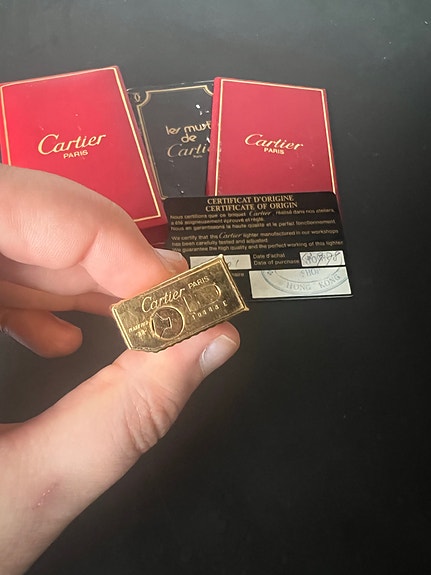 Cartier
PARIS
les must
de
Cartier
Cartier
PARIS
CERTIFICAT D'ORIGINE
CERTIFICATE OF ORIGIN
Nous certifions que ce briquet Cartier réalisé dans nos ateliers
a été soigneusement éprouvé et réglé.
Nous en garantissons la haute qualité et le parfait fonctionnement.
We certify that the Cartier lighter manufactured in our workshops
has been carefully tested and adjusted.
We guarantee the high quality and the perfect working of this lighter
Date d'achat
Date of purchase
HONG KONG
Cartier PARIS